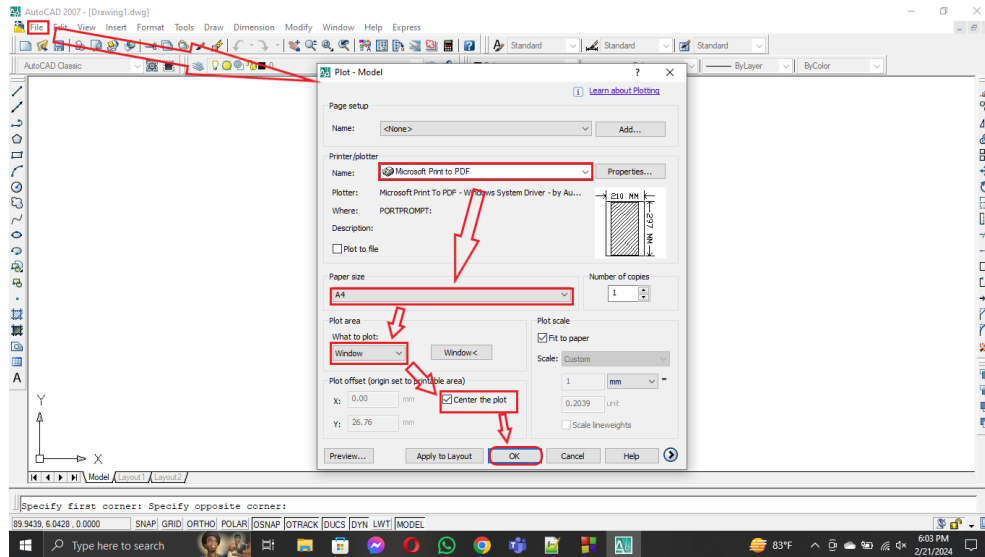 AutoCAD 2007 - [Drawing1.dwg]
File Edit View Insert Format Tools Draw Dimension Modify Window Help Express
Standard Standard Standard
AutoCAD Classic ByLayer ByColor
Plot - Model
Learn about Plotting
Page setup
Name: <None> Add...
Printer/plotter
Name: Microsoft Print to PDF Properties...
Plotter: Microsoft Print To PDF - Windows System Driver - by Au...
Where: PORTPROMPT:
Description:
Plot to file
210 MM
297 MM
Paper size
A4
Number of copies
1
Plot area
What to plot:
Window Window<
Plot scale
Fit to paper
Scale: Custom
1 mm =
0.2039 unit
Scale lineweights
Plot offset (origin set to printable area)
X: 0.00 mm Center the plot
Y: 26.76 mm
Preview... Apply to Layout OK Cancel Help
A
Y
X
Model Layout1 Layout2
Specify first corner: Specify opposite corner:
89.9439, 6.0428 , 0.0000 SNAP GRID ORTHO POLAR OSNAP OTRACK DUCS DYN LWT MODEL
Type here to search
83°F
6:03 PM
2/21/2024